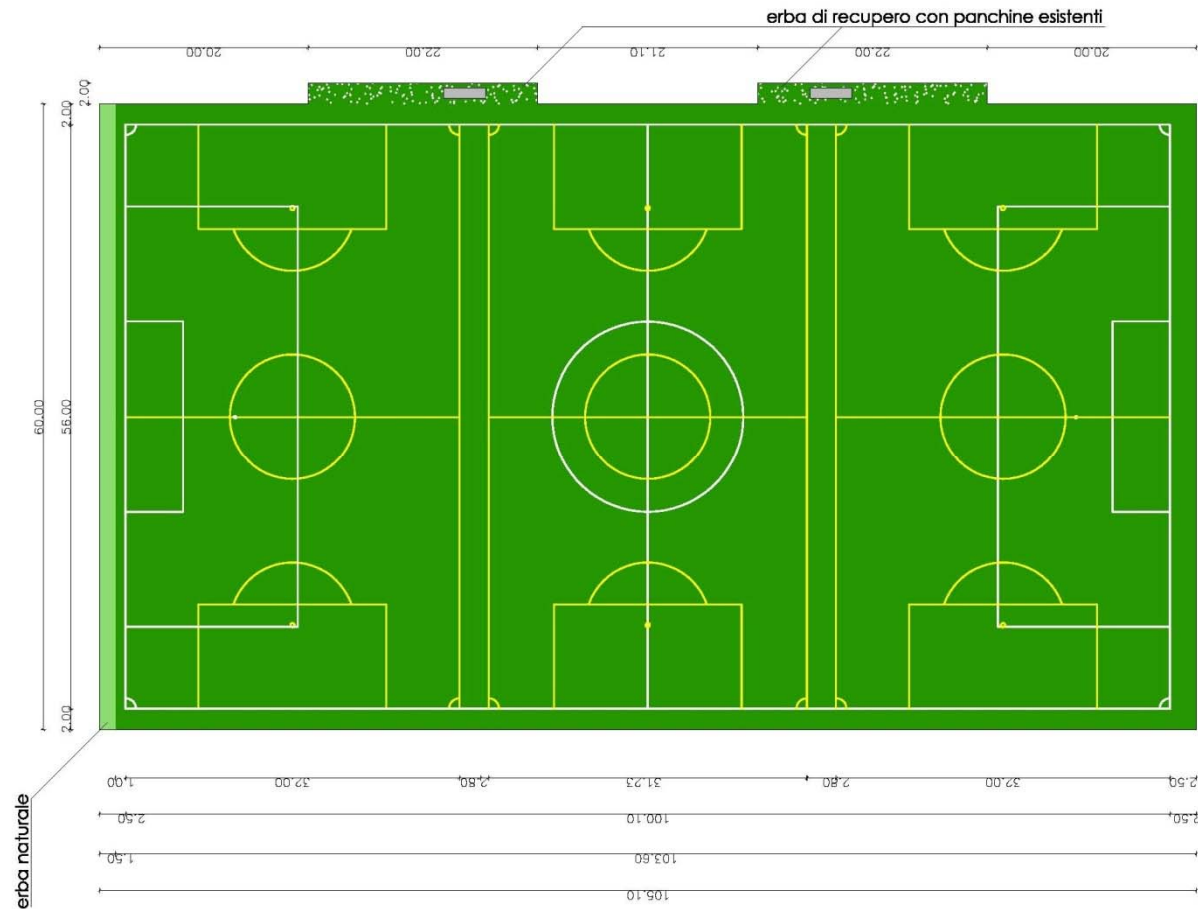 erba di recupero con panchine esistenti
20.00 22.00 21.10 22.00 20.00
2.00
2.00
60.00
56.00
2.00
1.00 32.00 2.80 31.23 2.80 32.00 2.50
2.50 100.10 2.50
1.50 103.60
105.10
erba naturale